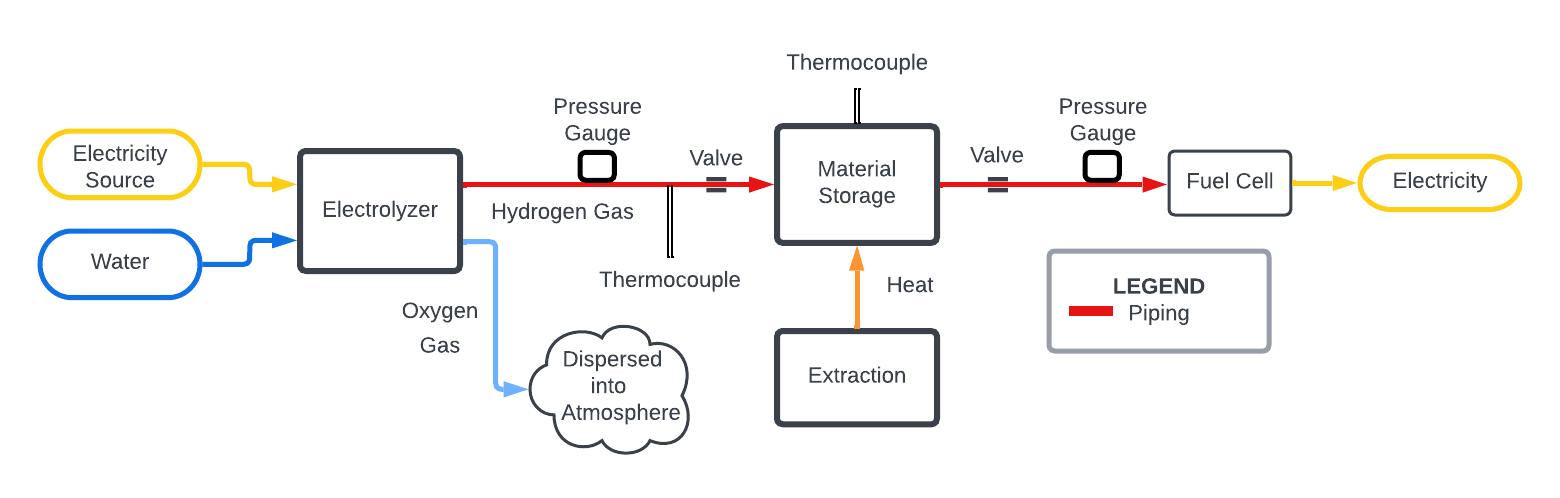 Thermocouple
Pressure
Gauge
Pressure
Gauge
Electricity
Source
Valve
Valve
Material
Storage
Fuel Cell
Electricity
Electrolyzer
Hydrogen Gas
Water
Thermocouple
Heat
LEGEND
Piping
Oxygen
Gas
Dispersed
into
Atmosphere
Extraction